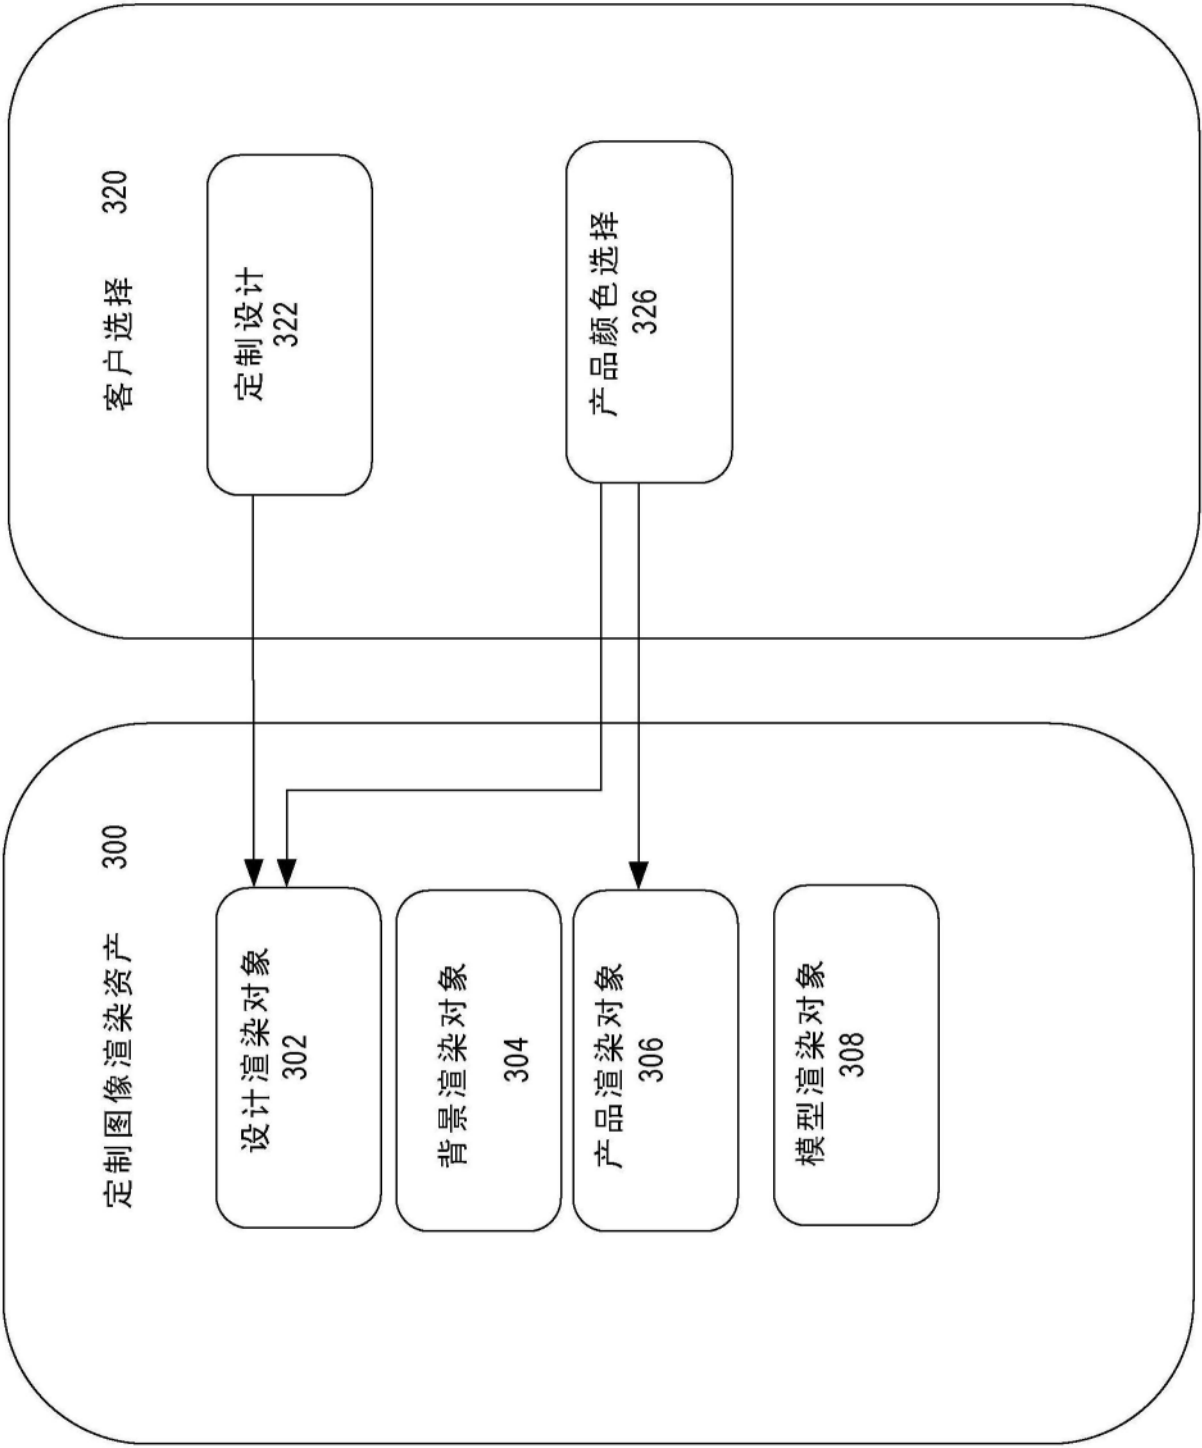 定制图像渲染资产 300
设计渲染对象
302
背景渲染对象
304
产品渲染对象
306
模型渲染对象
308
客户选择 320
定制设计
322
产品颜色选择
326